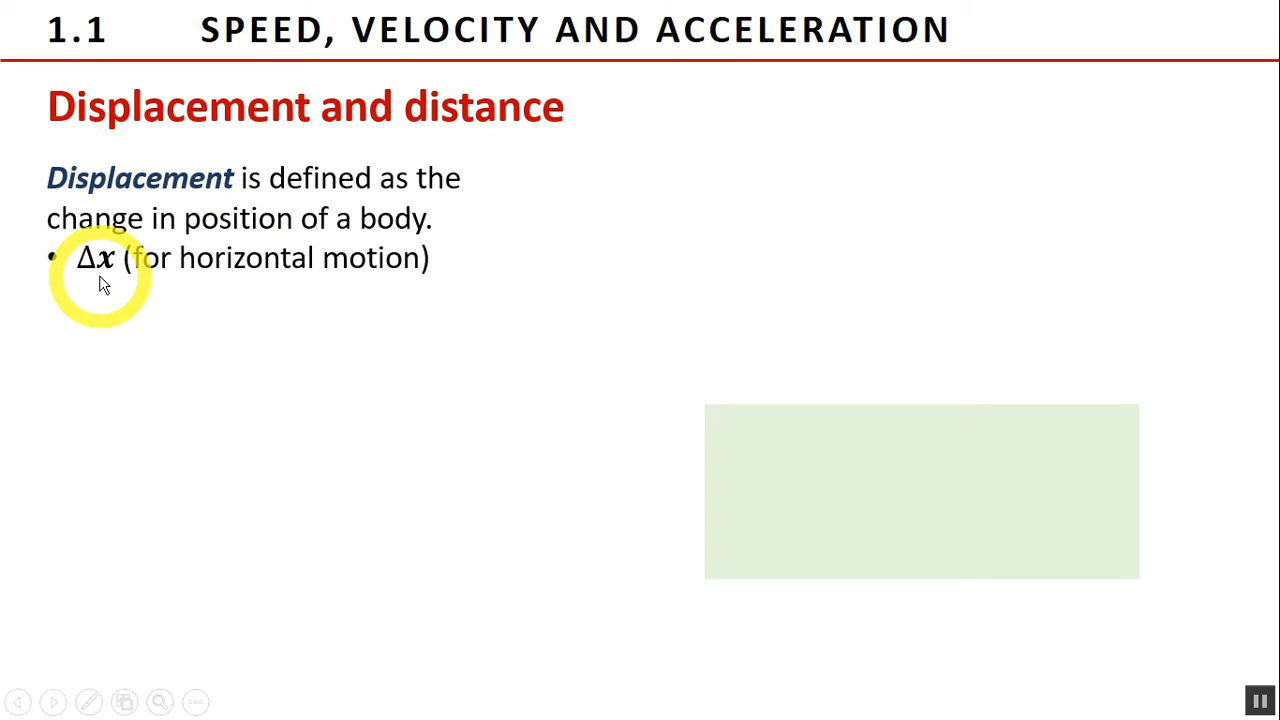 1.1 SPEED, VELOCITY AND ACCELERATION
Displacement and distance
Displacement is defined as the
change in position of a body.
• Δx (for horizontal motion)